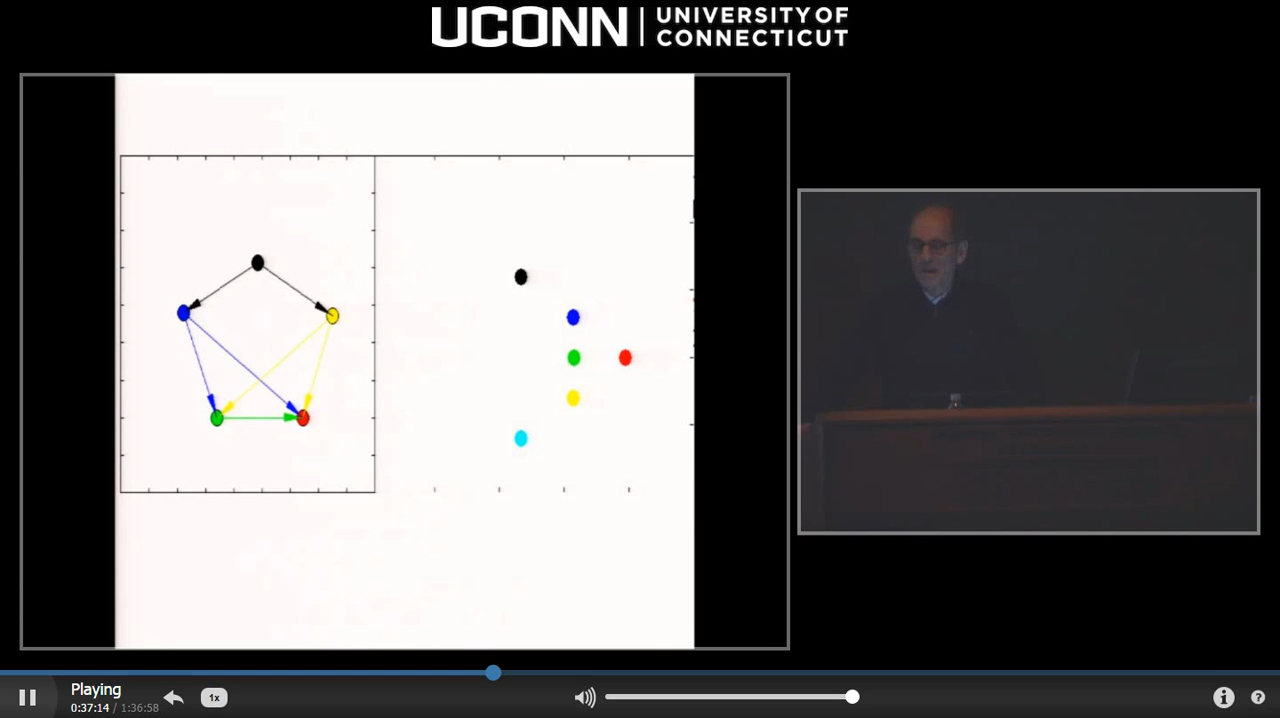 UCONN
UNIVERSITY OF
CONNECTICUT
Playing
0:37:14 / 1:36:58
1x
i
?